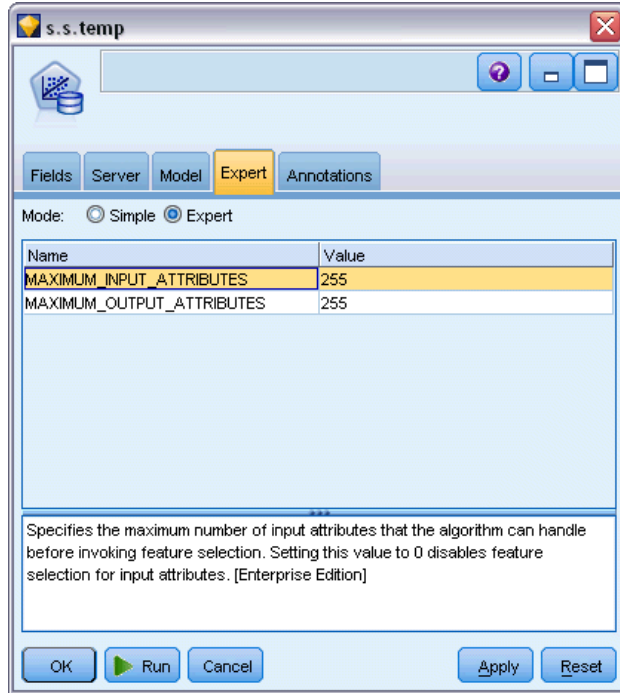 s.s.temp
?
Fields Server Model Expert Annotations
Mode: Simple Expert
Name Value
MAXIMUM_INPUT_ATTRIBUTES 255
MAXIMUM_OUTPUT_ATTRIBUTES 255
Specifies the maximum number of input attributes that the algorithm can handle
before invoking feature selection. Setting this value to 0 disables feature
selection for input attributes. [Enterprise Edition]
OK Run Cancel Apply Reset